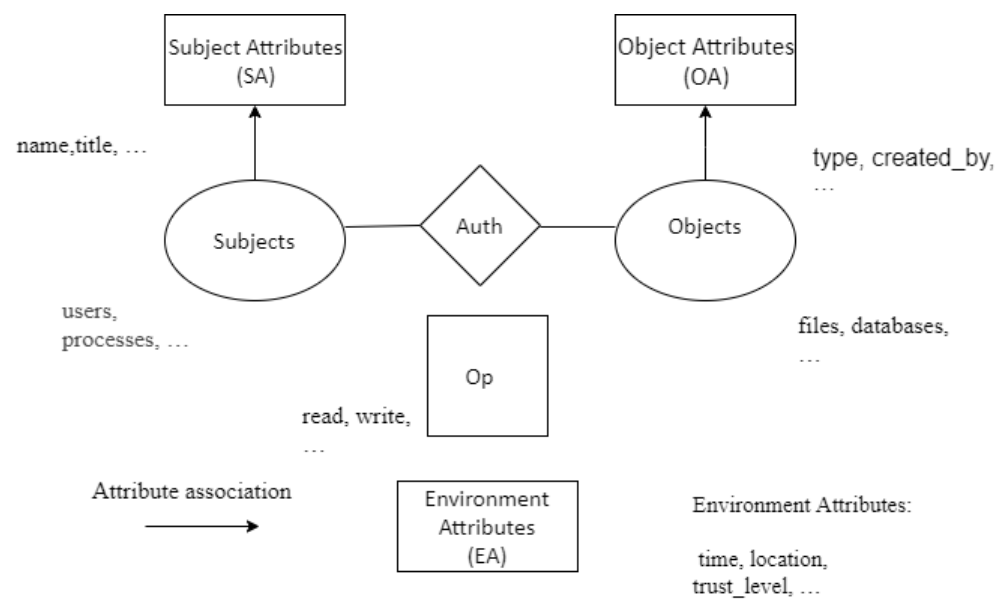 Subject Attributes
(SA)
Object Attributes
(OA)
name,title, …
type, created_by,
…
Subjects
Auth
Objects
users,
processes, …
files, databases,
…
Op
read, write,
…
Attribute association
Environment
Attributes
(EA)
Environment Attributes:
time, location,
trust_level, …